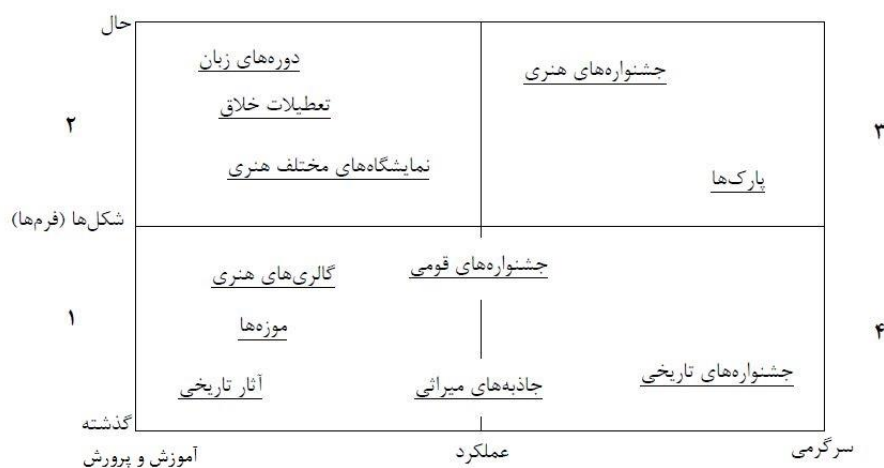 حال
دوره‌های زبان
جشنواره‌های هنری
تعطیلات خلاق
۲
۳
نمایشگاه‌های مختلف هنری
پارک‌ها
شکل‌ها (فرم‌ها)
جشنواره‌های قومی
گالری‌های هنری
۱
موزه‌ها
۴
جشنواره‌های تاریخی
جاذبه‌های میراثی
آثار تاریخی
گذشته
سرگرمی
عملکرد
آموزش و پرورش